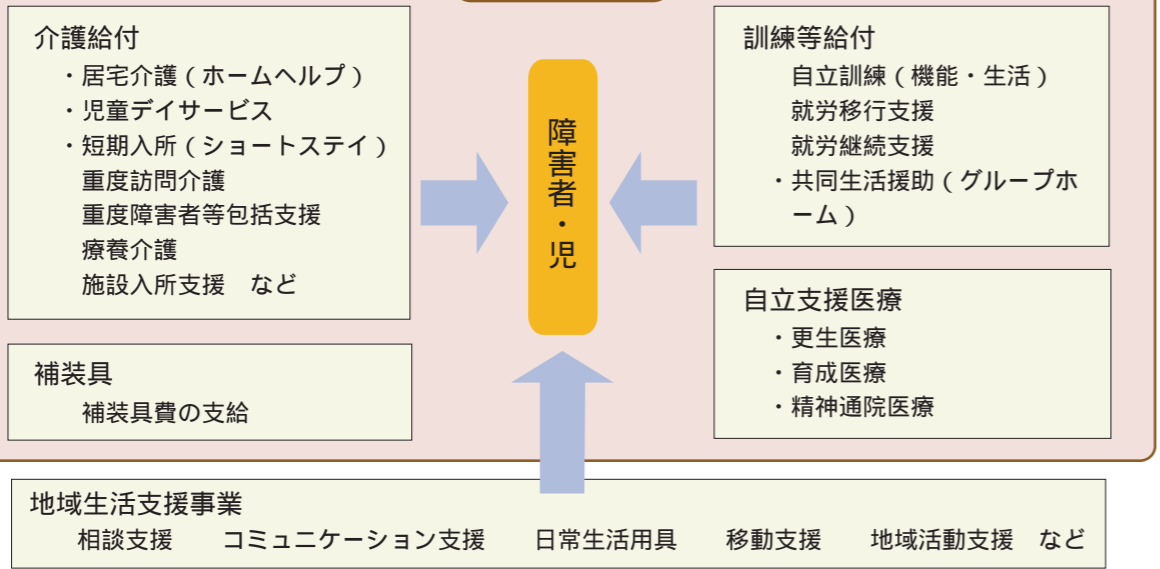 介護給付
・居宅介護(ホームヘルプ)
・児童デイサービス
・短期入所(ショートステイ)
重度訪問介護
重度障害者等包括支援
療養介護
施設入所支援 など
補装具
補装具費の支給
障害者・児
訓練等給付
自立訓練(機能・生活)
就労移行支援
就労継続支援
・共同生活援助(グループホ
ーム)
自立支援医療
・更生医療
・育成医療
・精神通院医療
地域生活支援事業
相談支援 コミュニケーション支援 日常生活用具 移動支援 地域活動支援 など